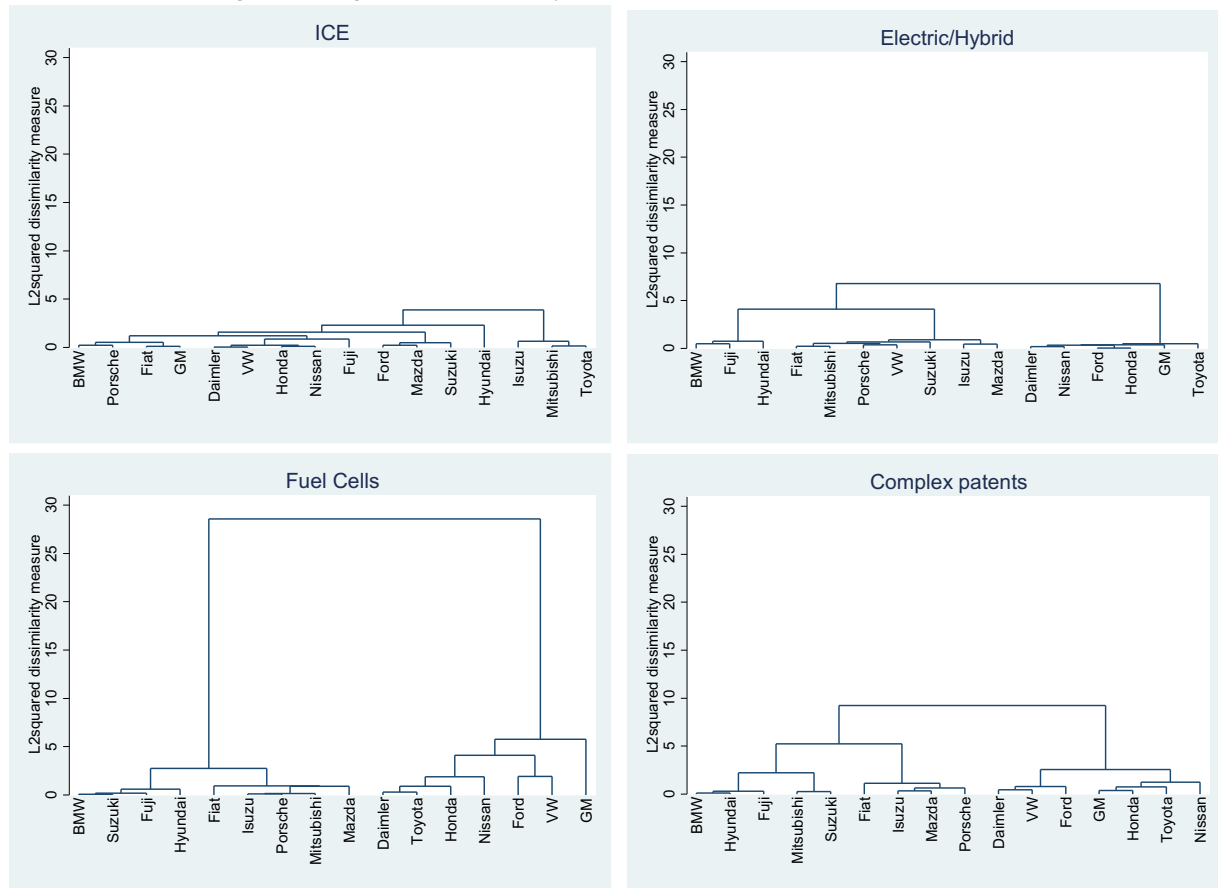 ICE
L2squared dissimilarity measure
0 5 10 15 20 25 30
BMW Porsche Fiat GM Daimler VW Honda Nissan Fuji Ford Mazda Suzuki Hyundai Isuzu Mitsubishi Toyota
Electric/Hybrid
L2squared dissimilarity measure
0 5 10 15 20 25 30
BMW Fuji Hyundai Fiat Mitsubishi Porsche VW Suzuki Isuzu Mazda Daimler Nissan Ford Honda GM Toyota
Fuel Cells
L2squared dissimilarity measure
0 5 10 15 20 25 30
BMW Suzuki Fuji Hyundai Fiat Isuzu Porsche Mitsubishi Mazda Daimler Toyota Honda Nissan Ford VW GM
Complex patents
L2squared dissimilarity measure
0 5 10 15 20 25 30
BMW Hyundai Fuji Mitsubishi Suzuki Fiat Isuzu Mazda Porsche Daimler VW Ford GM Honda Toyota Nissan